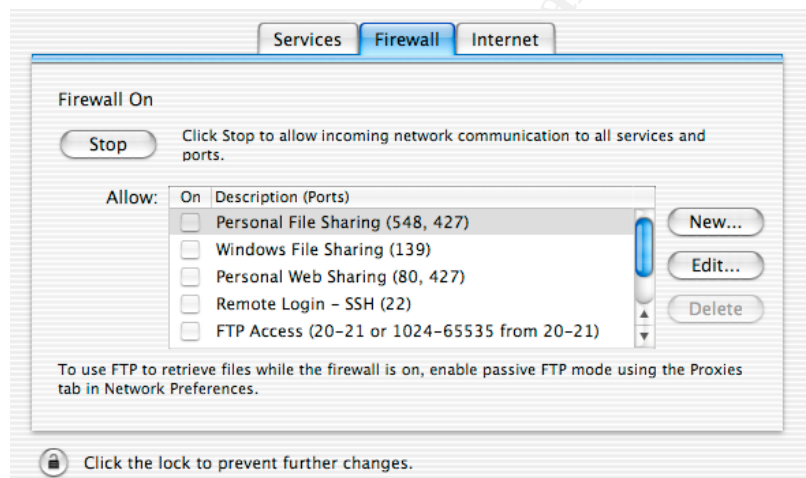 Services Firewall Internet
Firewall On
Stop
Click Stop to allow incoming network communication to all services and
ports.
Allow:
On Description (Ports)
Personal File Sharing (548, 427)
Windows File Sharing (139)
Personal Web Sharing (80, 427)
Remote Login – SSH (22)
FTP Access (20–21 or 1024–65535 from 20–21)
New...
Edit...
Delete
To use FTP to retrieve files while the firewall is on, enable passive FTP mode using the Proxies
tab in Network Preferences.
Click the lock to prevent further changes.